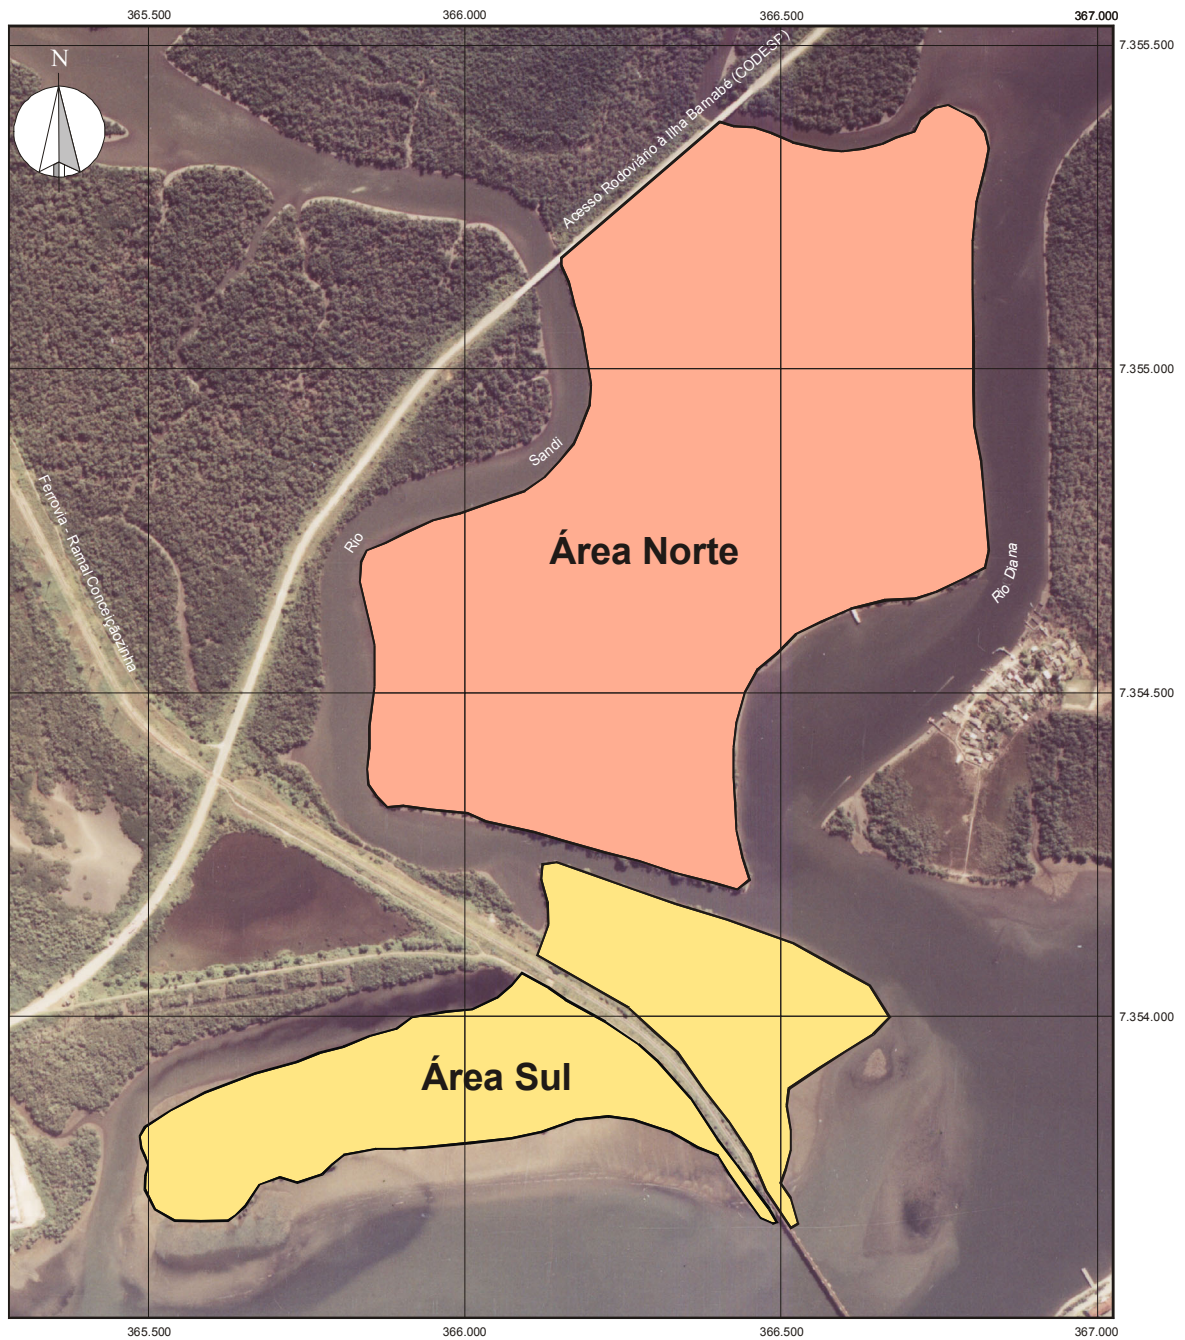 365.500 366.000 366.500 367.000
7.355.500
N
Acesso Rodoviário à Ilha Barnabé (CODESP)
7.355.000
Sandi
Rio
Ferrovia - Ramal Conceiçãozinha
Área Norte
Rio Diana
7.354.500
7.354.000
Área Sul
365.500 366.000 366.500 367.000